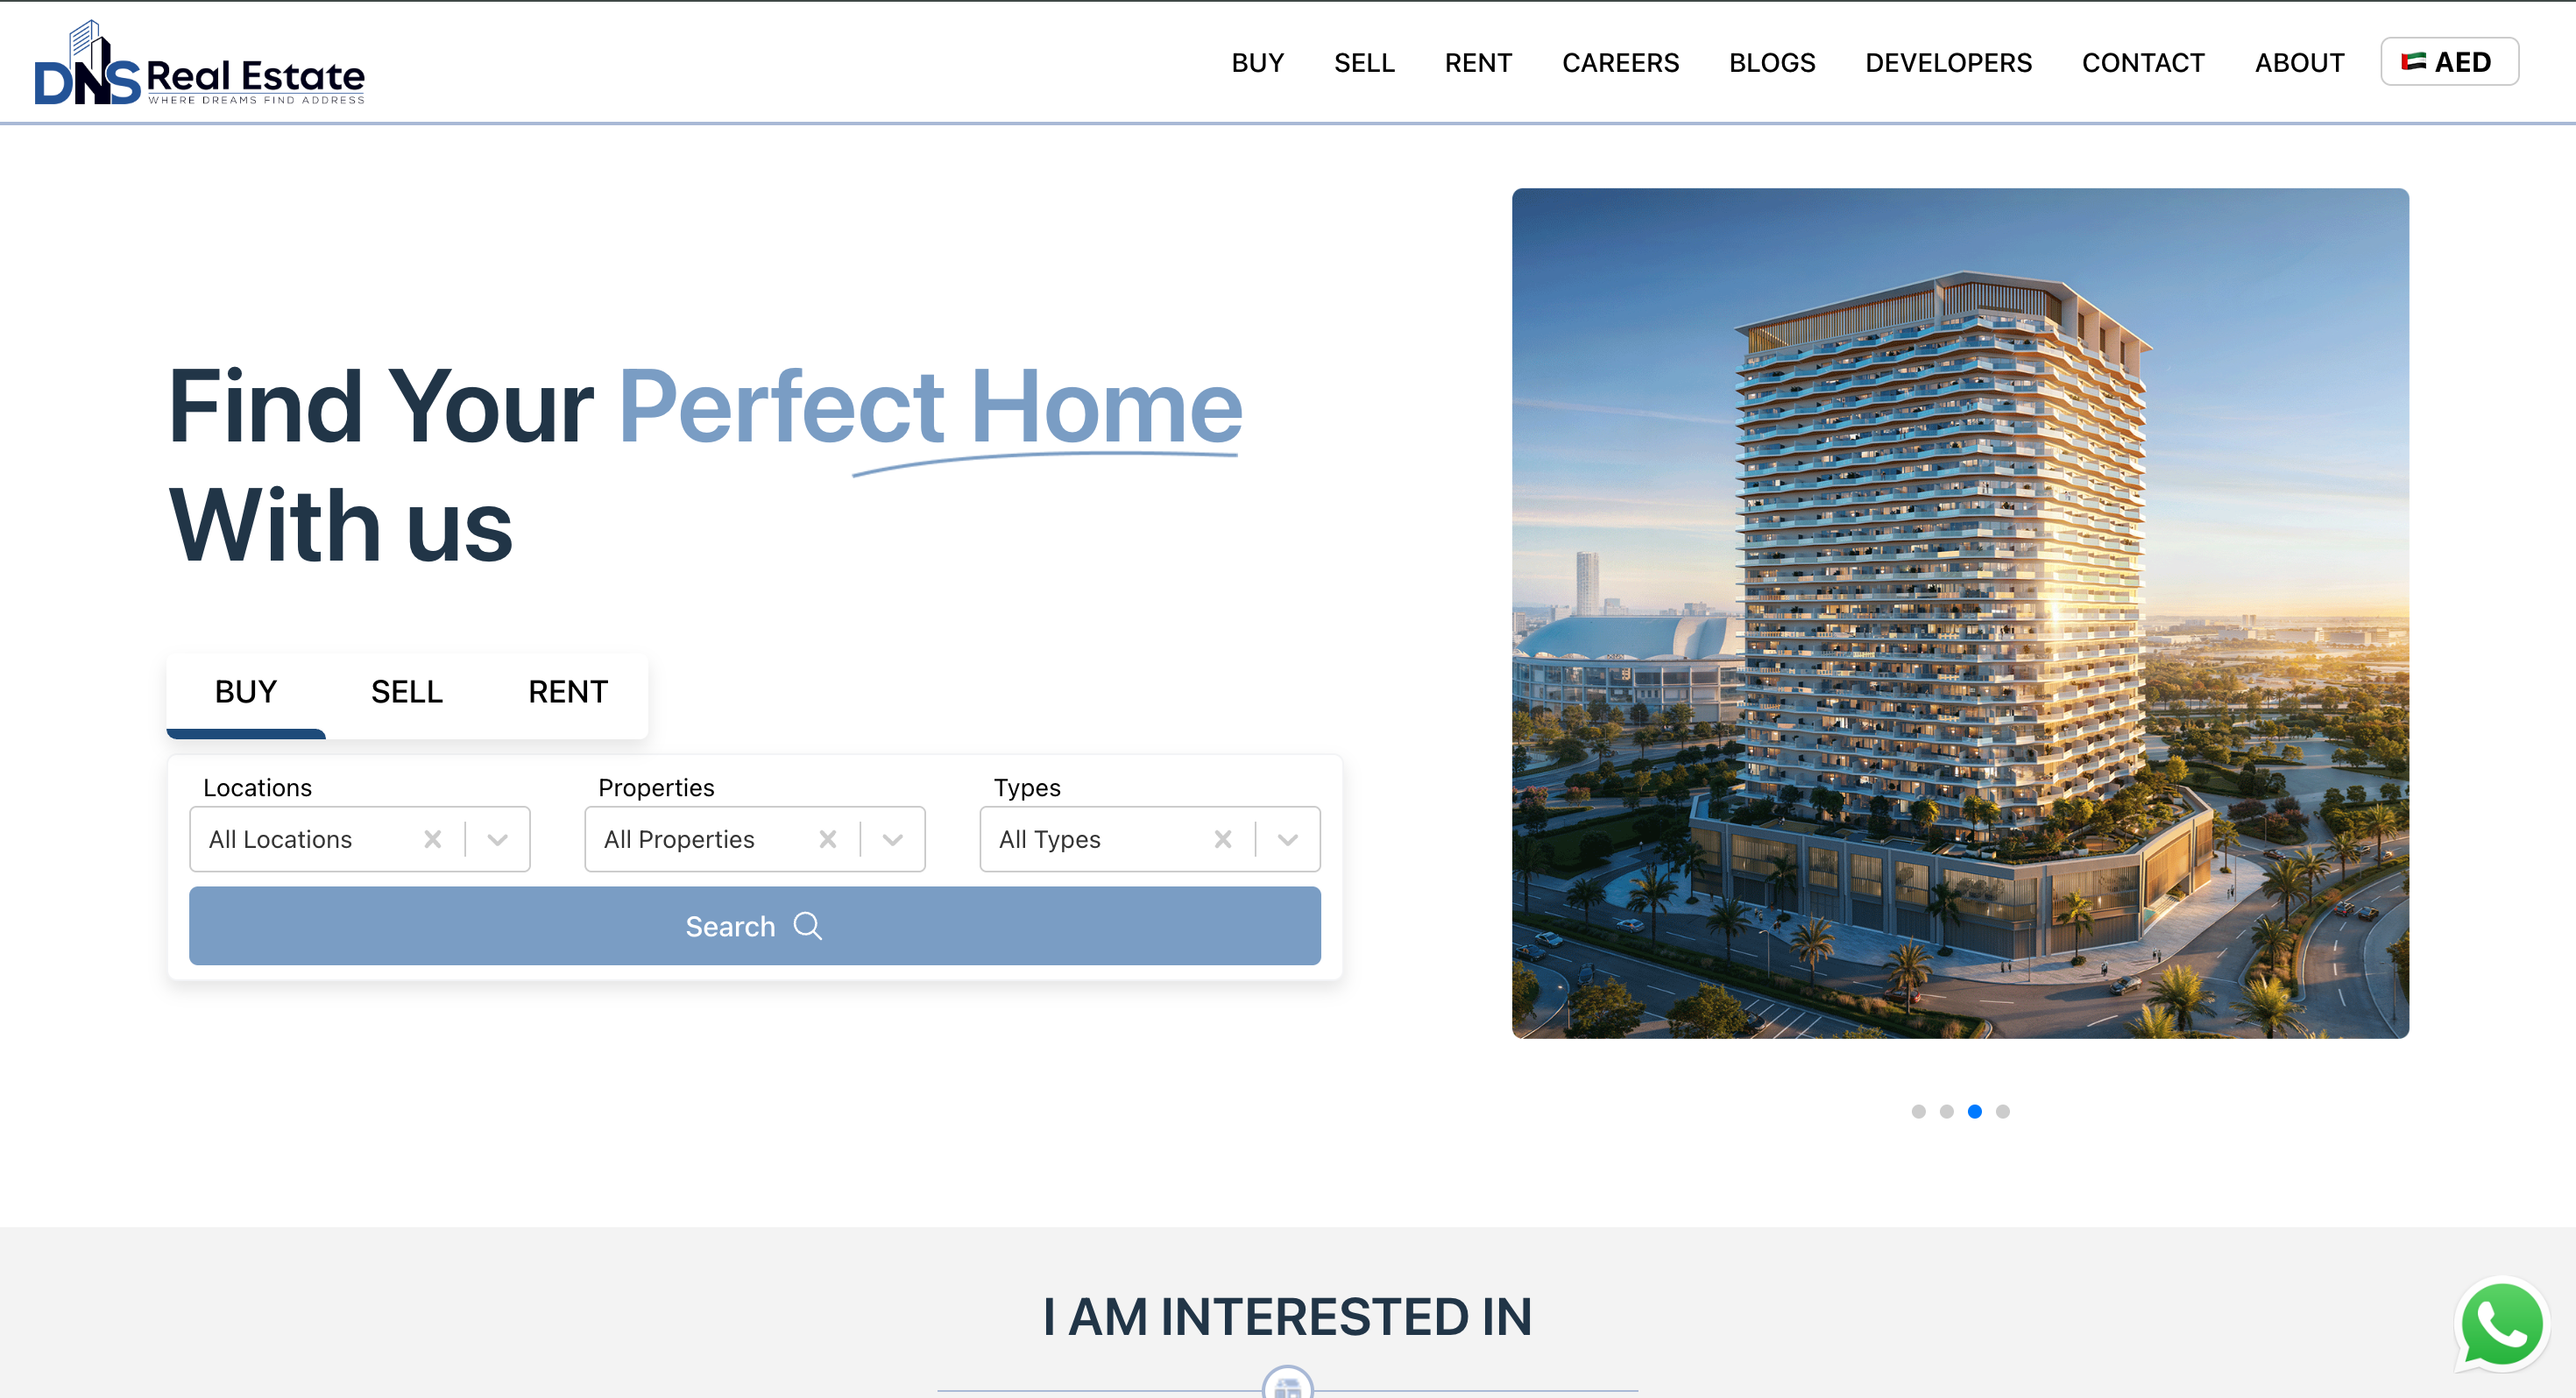 DNS Real Estate
WHERE DREAMS FIND ADDRESS
BUY SELL RENT CAREERS BLOGS DEVELOPERS CONTACT ABOUT AED
Find Your Perfect Home
With us
BUY SELL RENT
Locations Properties Types
All Locations All Properties All Types
Search
I AM INTERESTED IN